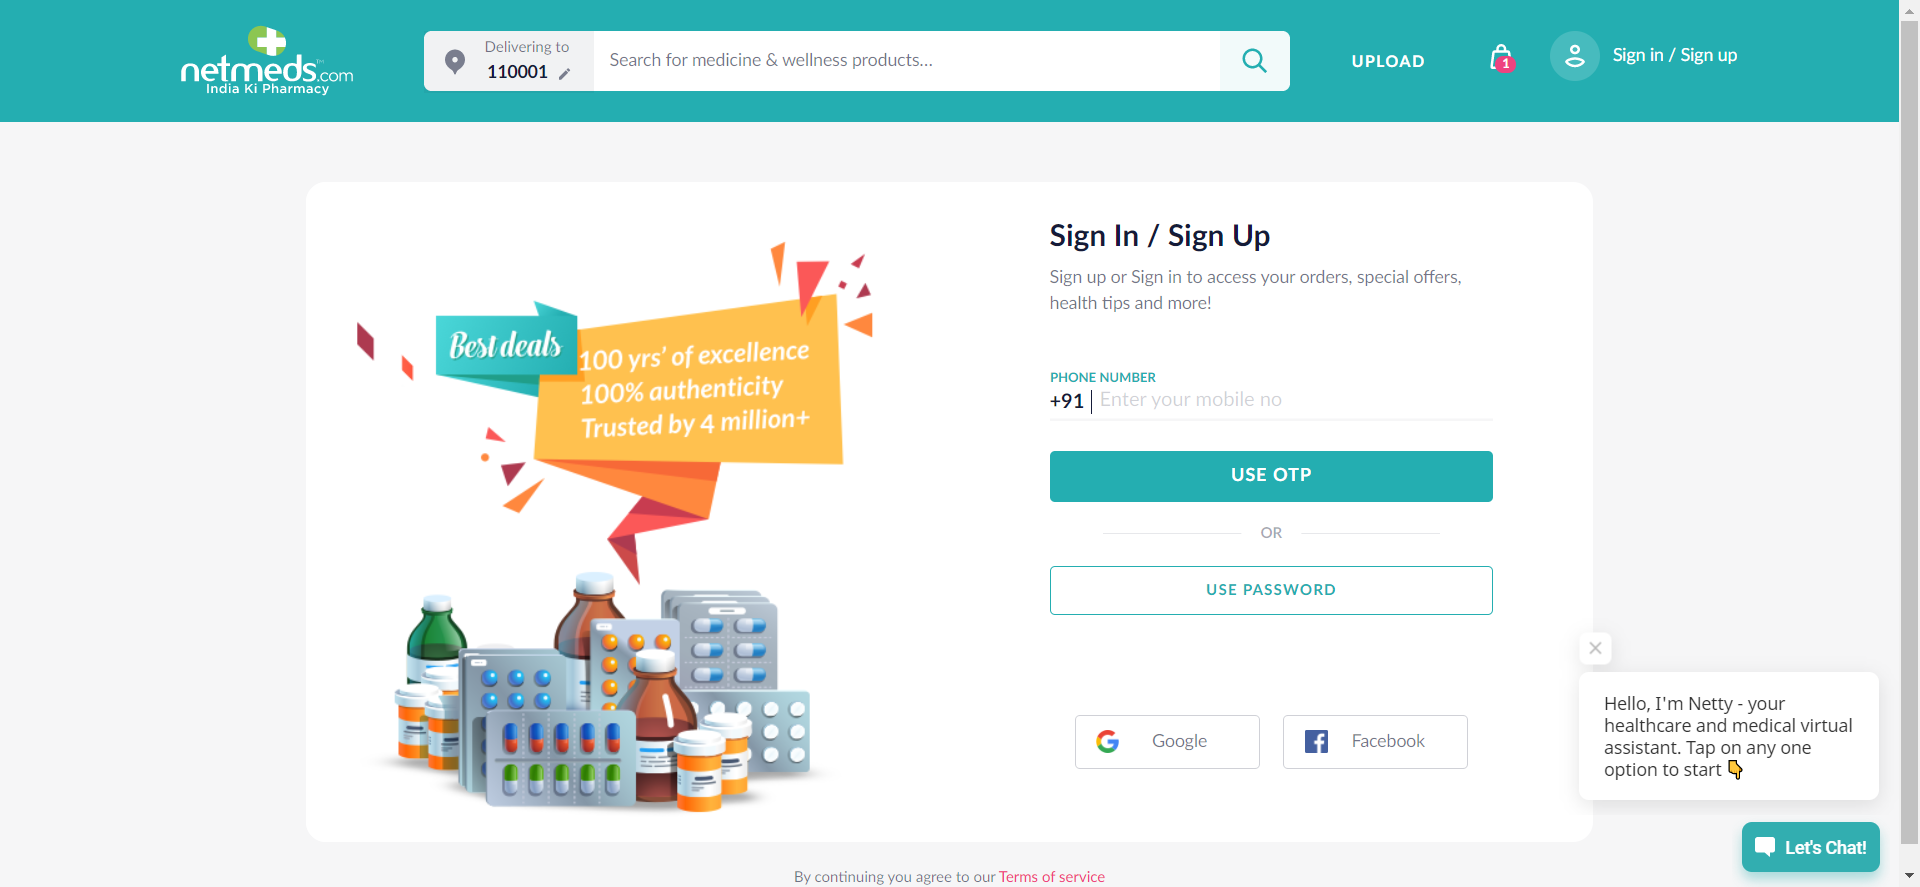 netmeds.com
India Ki Pharmacy
Delivering to
110001
Search for medicine & wellness products...
UPLOAD
1
Sign in / Sign up
Best deals
100 yrs' of excellence
100% authenticity
Trusted by 4 million+
Sign In / Sign Up
Sign up or Sign in to access your orders, special offers,
health tips and more!
PHONE NUMBER
+91
Enter your mobile no
USE OTP
OR
USE PASSWORD
Google
Facebook
Hello, I'm Netty - your
healthcare and medical virtual
assistant. Tap on any one
option to start 👇
Let's Chat!
By continuing you agree to our Terms of service